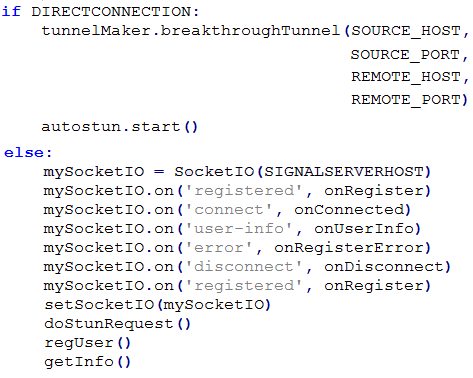 if DIRECTCONNECTION:
    tunnelMaker.breakthroughTunnel(SOURCE_HOST,
                                   SOURCE_PORT,
                                   REMOTE_HOST,
                                   REMOTE_PORT)
    autostun.start()
else:
    mySocketIO = SocketIO(SIGNALSERVERHOST)
    mySocketIO.on('registered', onRegister)
    mySocketIO.on('connect', onConnected)
    mySocketIO.on('user-info', onUserInfo)
    mySocketIO.on('error', onRegisterError)
    mySocketIO.on('disconnect', onDisconnect)
    mySocketIO.on('registered', onRegister)
    setSocketIO(mySocketIO)
    doStunRequest()
    regUser()
    getInfo()